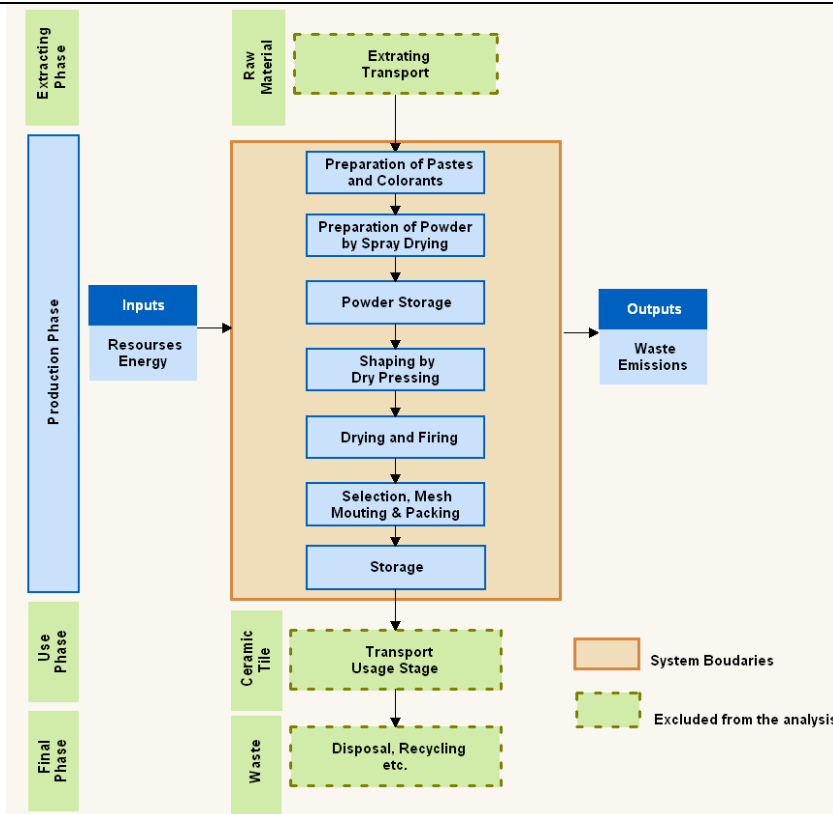 Extracting
Phase
Raw
Material
Extrating
Transport
Production Phase
Preparation of Pastes
and Colorants
Preparation of Powder
by Spray Drying
Powder Storage
Shaping by
Dry Pressing
Drying and Firing
Selection, Mesh
Mouting & Packing
Storage
Inputs
Resourses
Energy
Outputs
Waste
Emissions
Use
Phase
Ceramic
Tile
Transport
Usage Stage
Final
Phase
Waste
Disposal, Recycling
etc.
System Boudaries
Excluded from the analysis